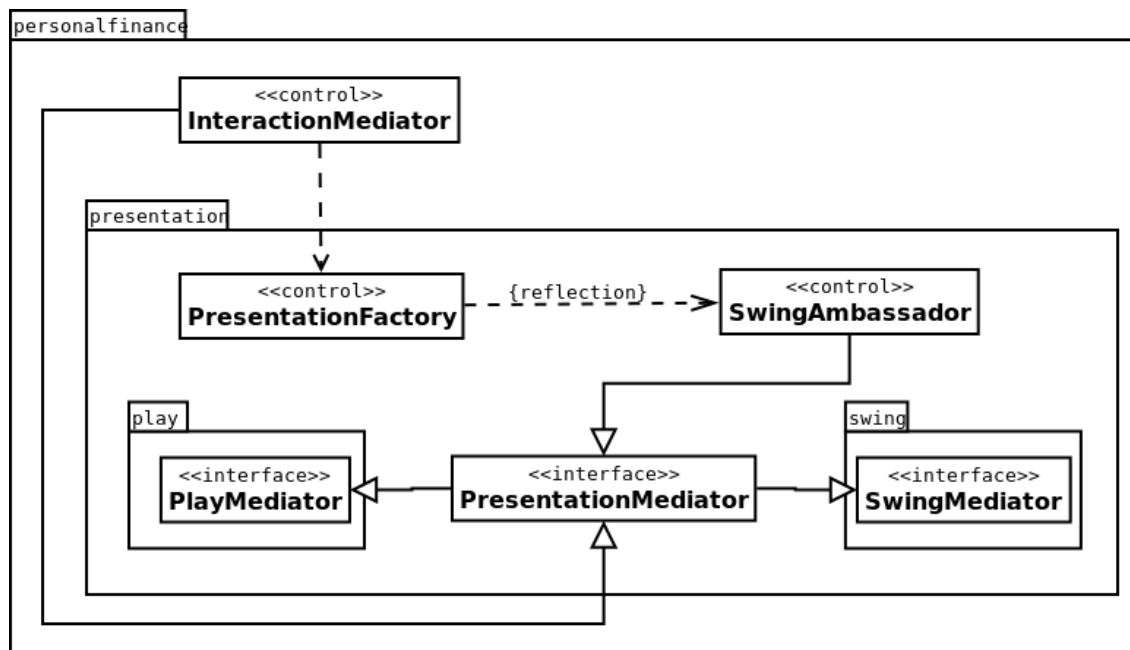 personalfinance
<<control>>
InteractionMediator
presentation
<<control>>
PresentationFactory
{reflection}
<<control>>
SwingAmbassador
play
<<interface>>
PlayMediator
<<interface>>
PresentationMediator
swing
<<interface>>
SwingMediator